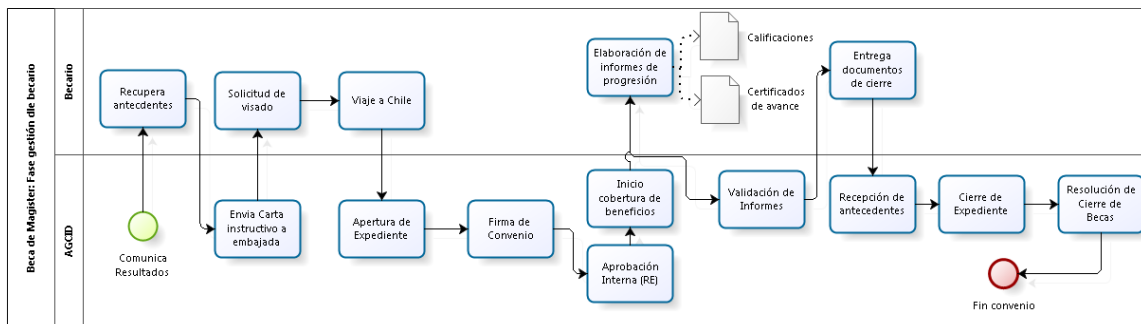 Beca de Magister: Fase gestión dle becario
Becario
AGCID
Recupera
antecdentes
Solicitud de
visado
Viaje a Chile
Elaboración de
informes de
progresión
Calificaciones
Certificados
de avance
Entrega
documentos
de cierre
Comunica
Resultados
Envia Carta
instructivo a
embajada
Apertura de
Expediente
Firma de
Convenio
Inicio
cobertura de
beneficios
Aprobación
Interna (RE)
Validación de
Informes
Recepción de
antecedentes
Cierre de
Expediente
Resolución de
Cierre de
Becas
Fin convenio